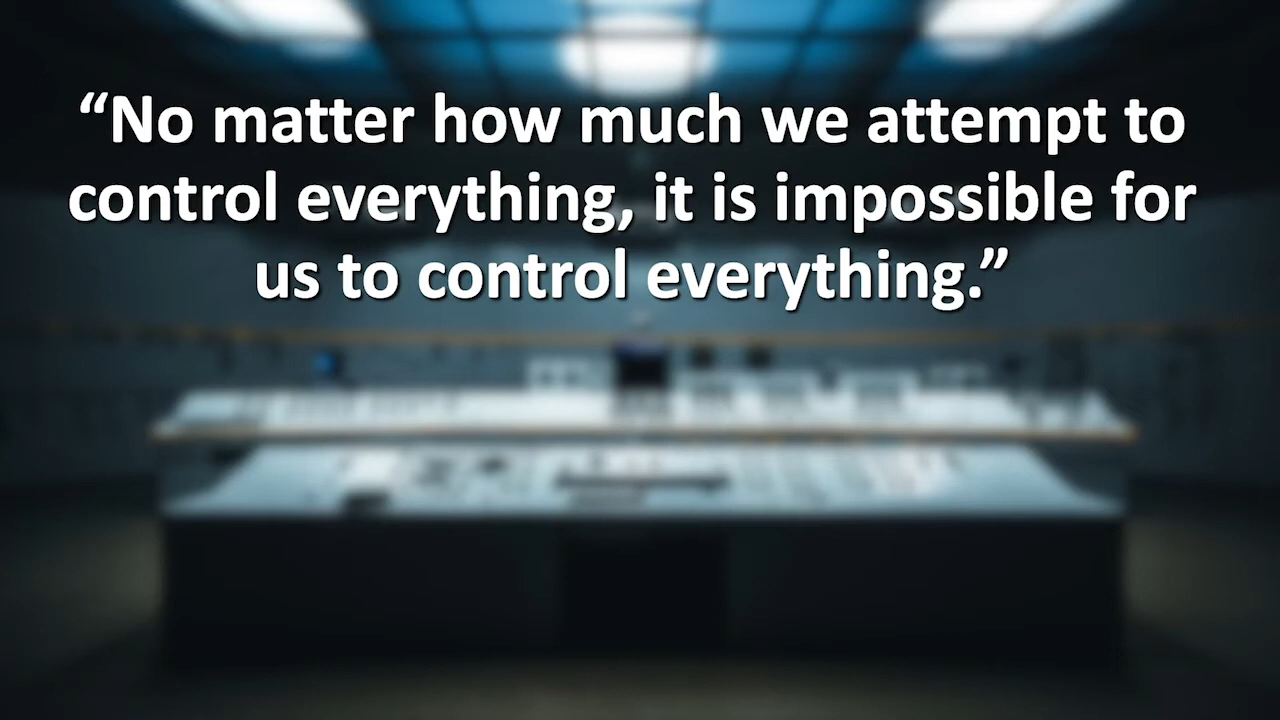 “No matter how much we attempt to
control everything, it is impossible for
us to control everything.”